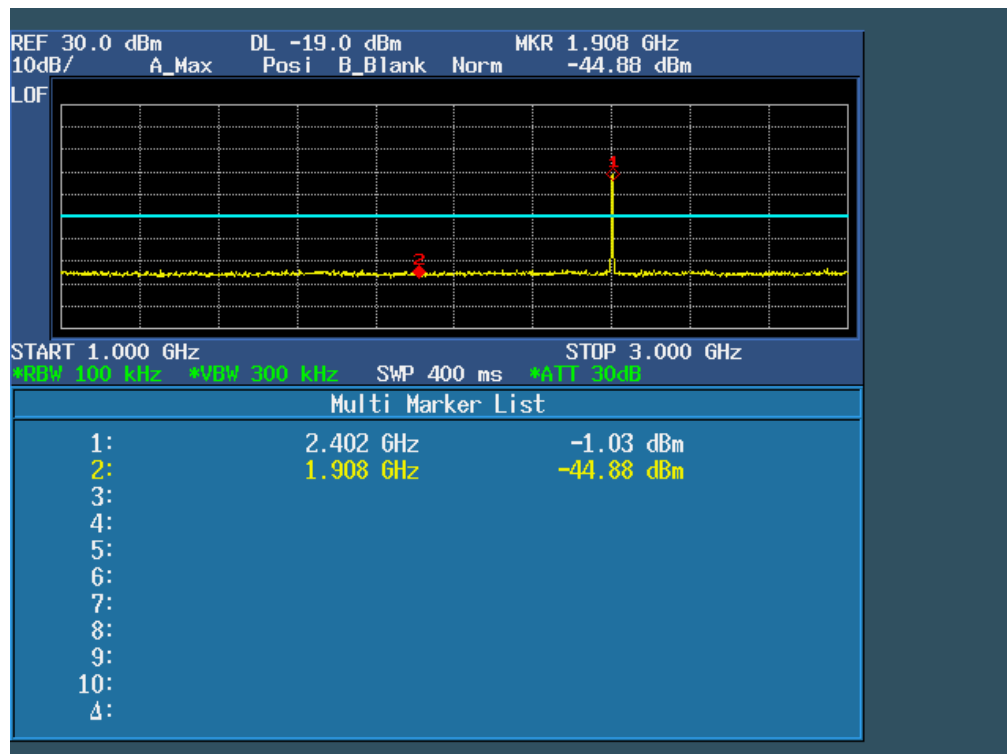 REF 30.0 dBm DL -19.0 dBm MKR 1.908 GHz
10dB/ A_Max Posi B_Blank Norm -44.88 dBm
LOF
1
2
START 1.000 GHz STOP 3.000 GHz
*RBW 100 kHz *VBW 300 kHz SWP 400 ms *ATT 30dB
Multi Marker List
1: 2.402 GHz -1.03 dBm
2: 1.908 GHz -44.88 dBm
3:
4:
5:
6:
7:
8:
9:
10:
Δ: